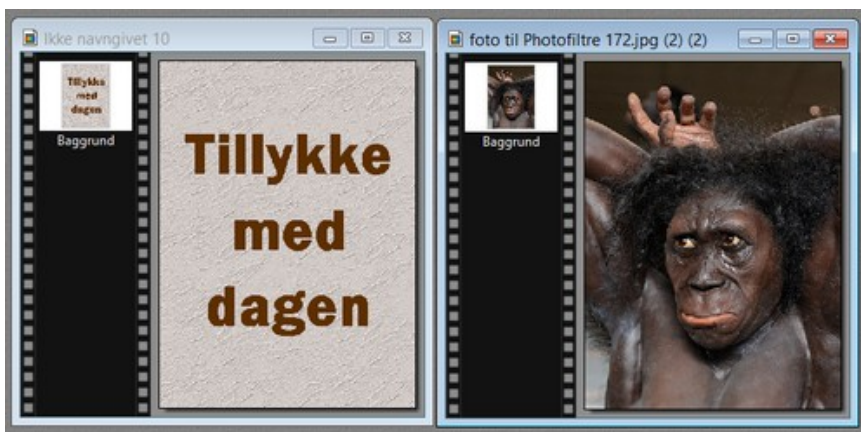 Ikke navngivet 10
Baggrund
Tillykke
med
dagen
Tillykke
med
dagen
foto til Photofiltre 172.jpg (2) (2)
Baggrund